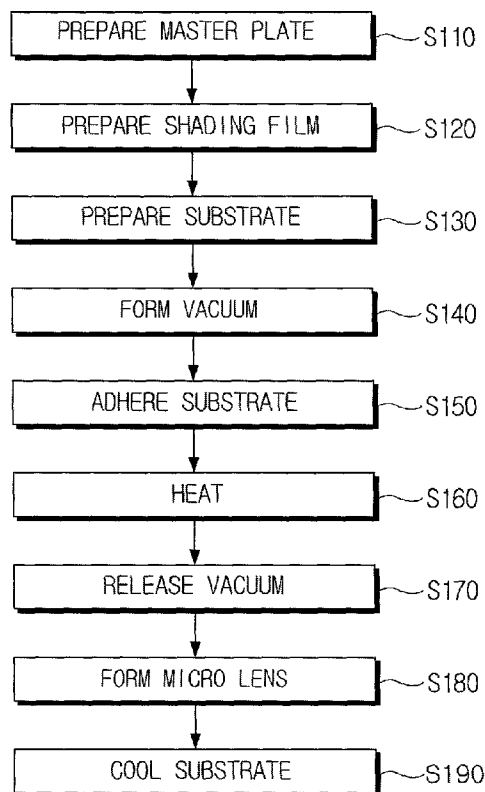 PREPARE MASTER PLATE S110
PREPARE SHADING FILM S120
PREPARE SUBSTRATE S130
FORM VACUUM S140
ADHERE SUBSTRATE S150
HEAT S160
RELEASE VACUUM S170
FORM MICRO LENS S180
COOL SUBSTRATE S190